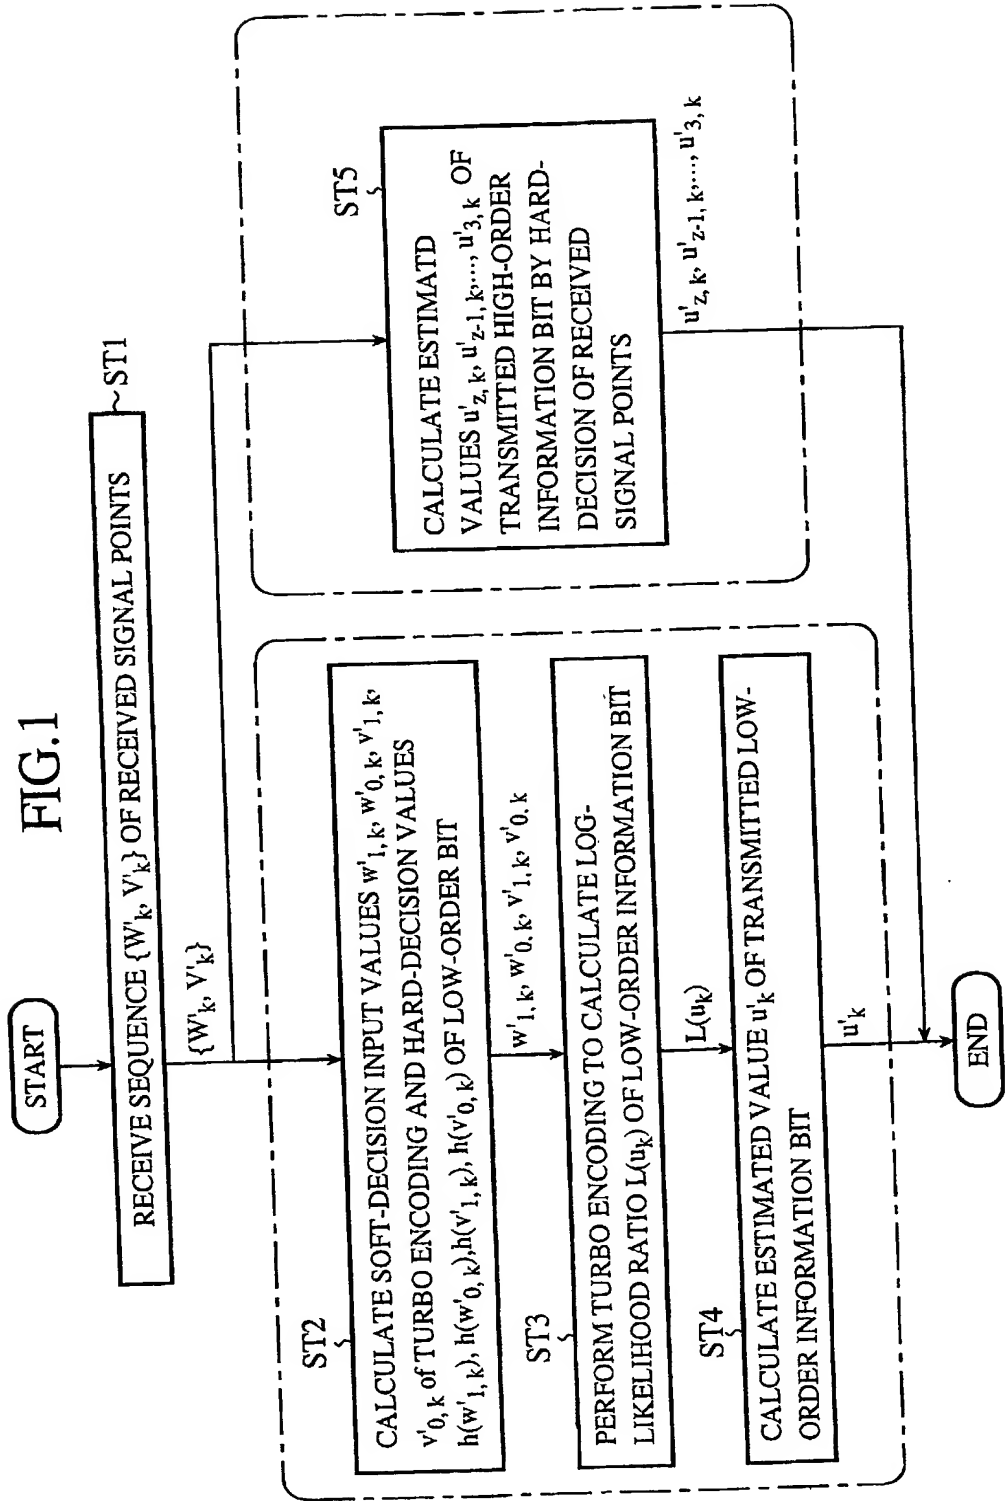 FIG.1
START
RECEIVE SEQUENCE {W'k, V'k} OF RECEIVED SIGNAL POINTS
ST1
{W'k, V'k}
ST2
CALCULATE SOFT-DECISION INPUT VALUES w'1, k, w'0, k, v'1, k,
v'0, k of TURBO ENCODING AND HARD-DECISION VALUES
h(w'1, k), h(w'0, k),h(v'1, k), h(v'0, k) OF LOW-ORDER BIT
w'1, k, w'0, k, v'1, k, v'0, k
ST3
PERFORM TURBO ENCODING TO CALCULATE LOG-
LIKELIHOOD RATIO L(uk) OF LOW-ORDER INFORMATION BIT
L(uk)
ST4
CALCULATE ESTIMATED VALUE u'k OF TRANSMITTED LOW-
ORDER INFORMATION BIT
u'k
ST5
CALCULATE ESTIMATD
VALUES u'z, k, u'z-1, k,..., u'3, k OF
TRANSMITTED HIGH-ORDER
INFORMATION BIT BY HARD-
DECISION OF RECEIVED
SIGNAL POINTS
u'z, k, u'z-1, k,..., u'3, k
END